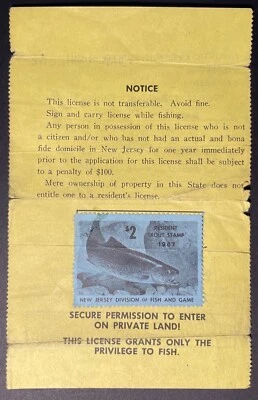 NOTICE
This license is not transferable. Avoid fine.
Sign and carry license while fishing.
Any person in possession of this license who is not
a citizen and/or who has not had an actual and bona
fide domicile in New Jersey for one year immediately
prior to the application for this license shall be subject
to a penalty of $100.
Mere ownership of property in this State does not
entitle one to a resident's license.
$2
RESIDENT
TROUT STAMP
1967
NEW JERSEY DIVISION OF FISH AND GAME
SECURE PERMISSION TO ENTER
ON PRIVATE LAND!
THIS LICENSE GRANTS ONLY THE
PRIVILEGE TO FISH.